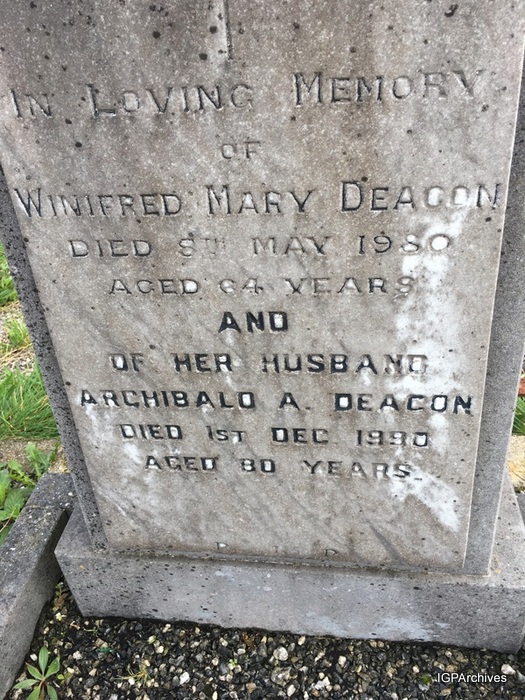 IN LOVING MEMORY
OF
WINIFRED MARY DEACON
DIED 8TH MAY 1980
AGED 64 YEARS
AND
OF HER HUSBAND
ARCHIBALD A. DEACON
DIED 1ST DEC 1990
AGED 80 YEARS.
IGPArchives